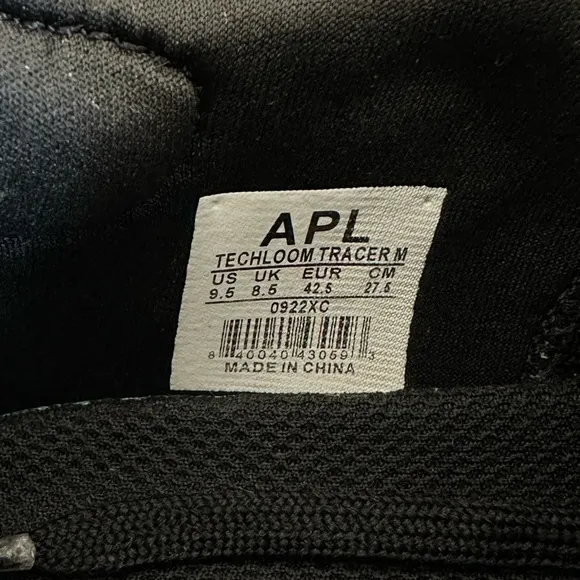 APL
TECHLOOM TRACER M
US UK EUR CM
9.5 8.5 42.5 27.5
0922XC
8 40040 43059 3
MADE IN CHINA